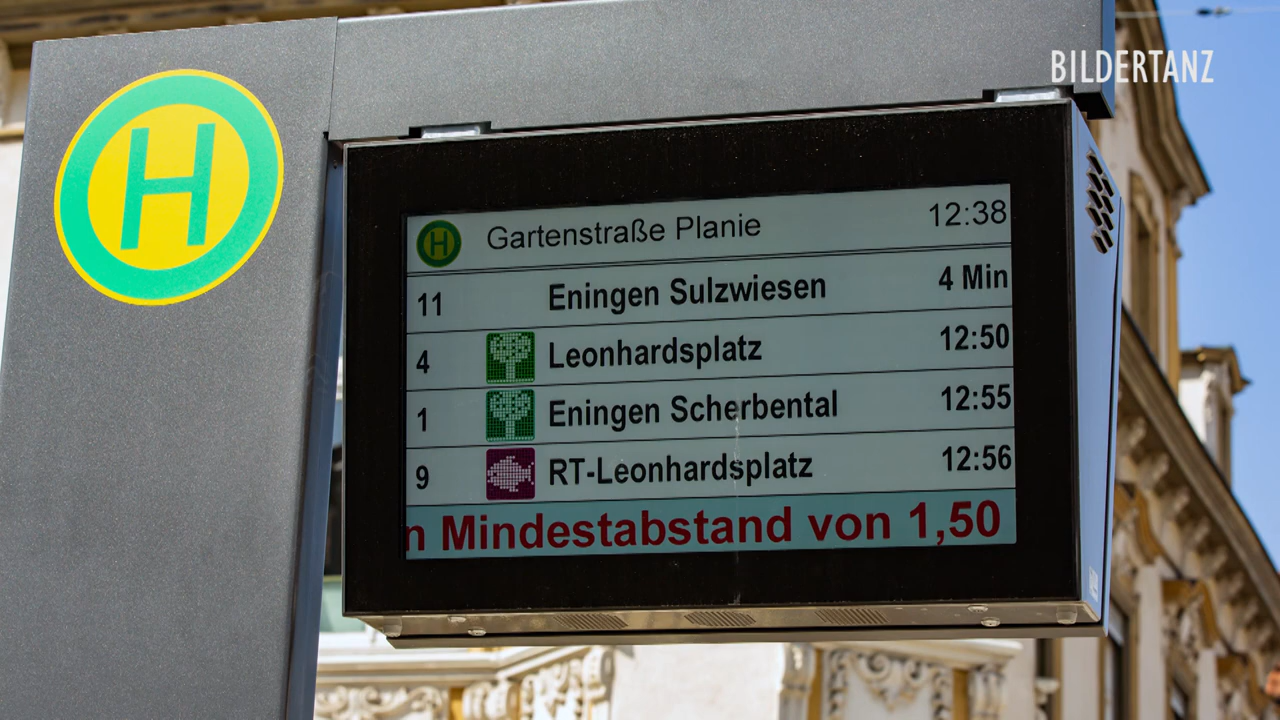 BILDERTANZ
H
H Gartenstraße Planie 12:38
11 Eningen Sulzwiesen 4 Min
4 Leonhardsplatz 12:50
1 Eningen Scherbental 12:55
9 RT-Leonhardsplatz 12:56
n Mindestabstand von 1,50